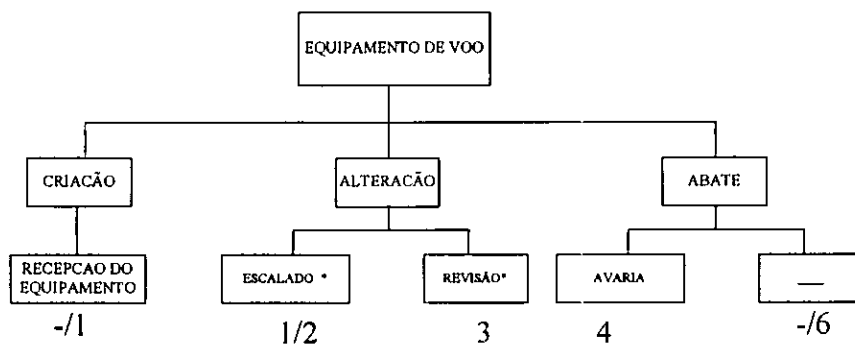 EQUIPAMENTO DE VOO
CRIACÃO
ALTERACÃO
ABATE
RECEPCAO DO
EQUIPAMENTO
ESCALADO *
REVISÃO*
AVARIA
—
-/1
1/2
3
4
-/6